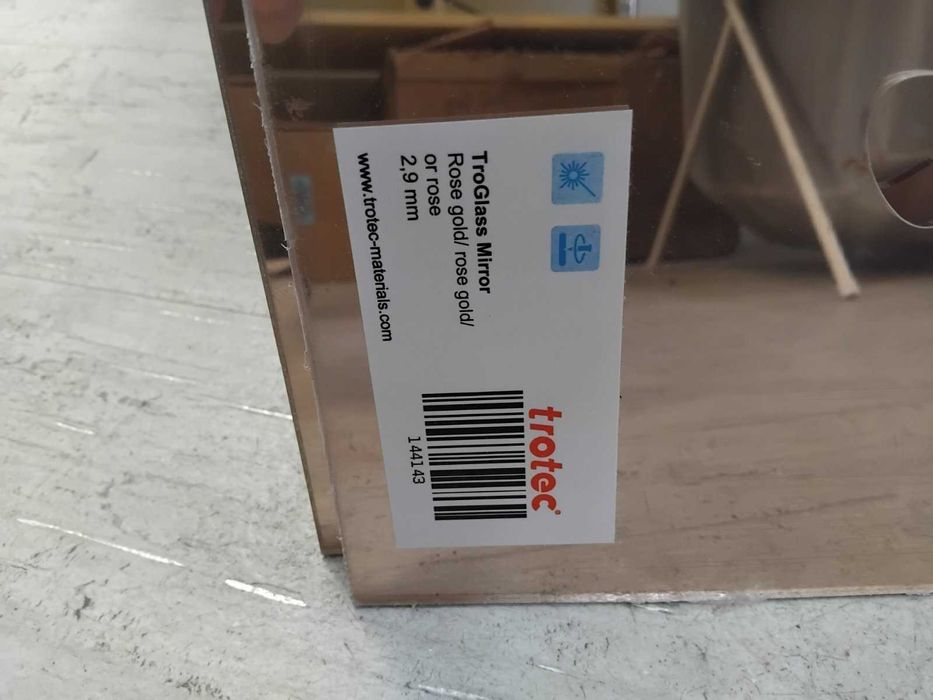 TroGlass Mirror
Rose gold/ rose gold/
or rose
2,9 mm
www.trotec-materials.com
trotec
144143